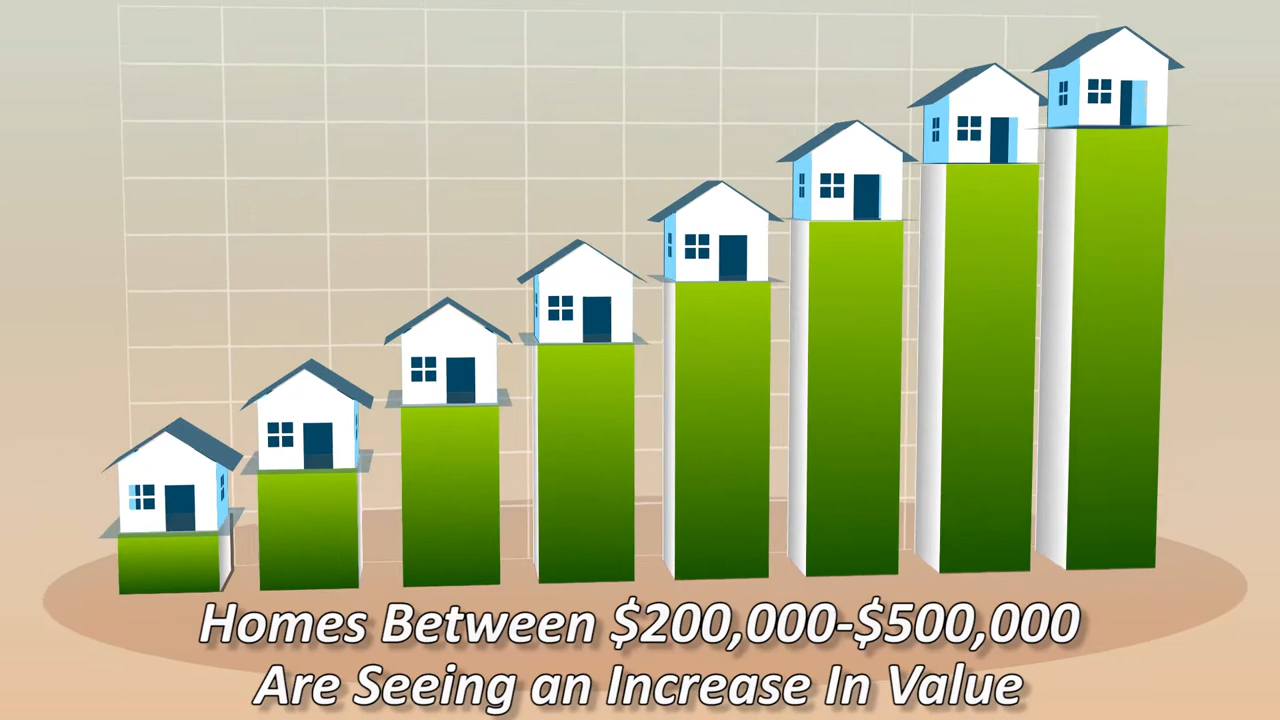 Homes Between $200,000-$500,000
Are Seeing an Increase In Value